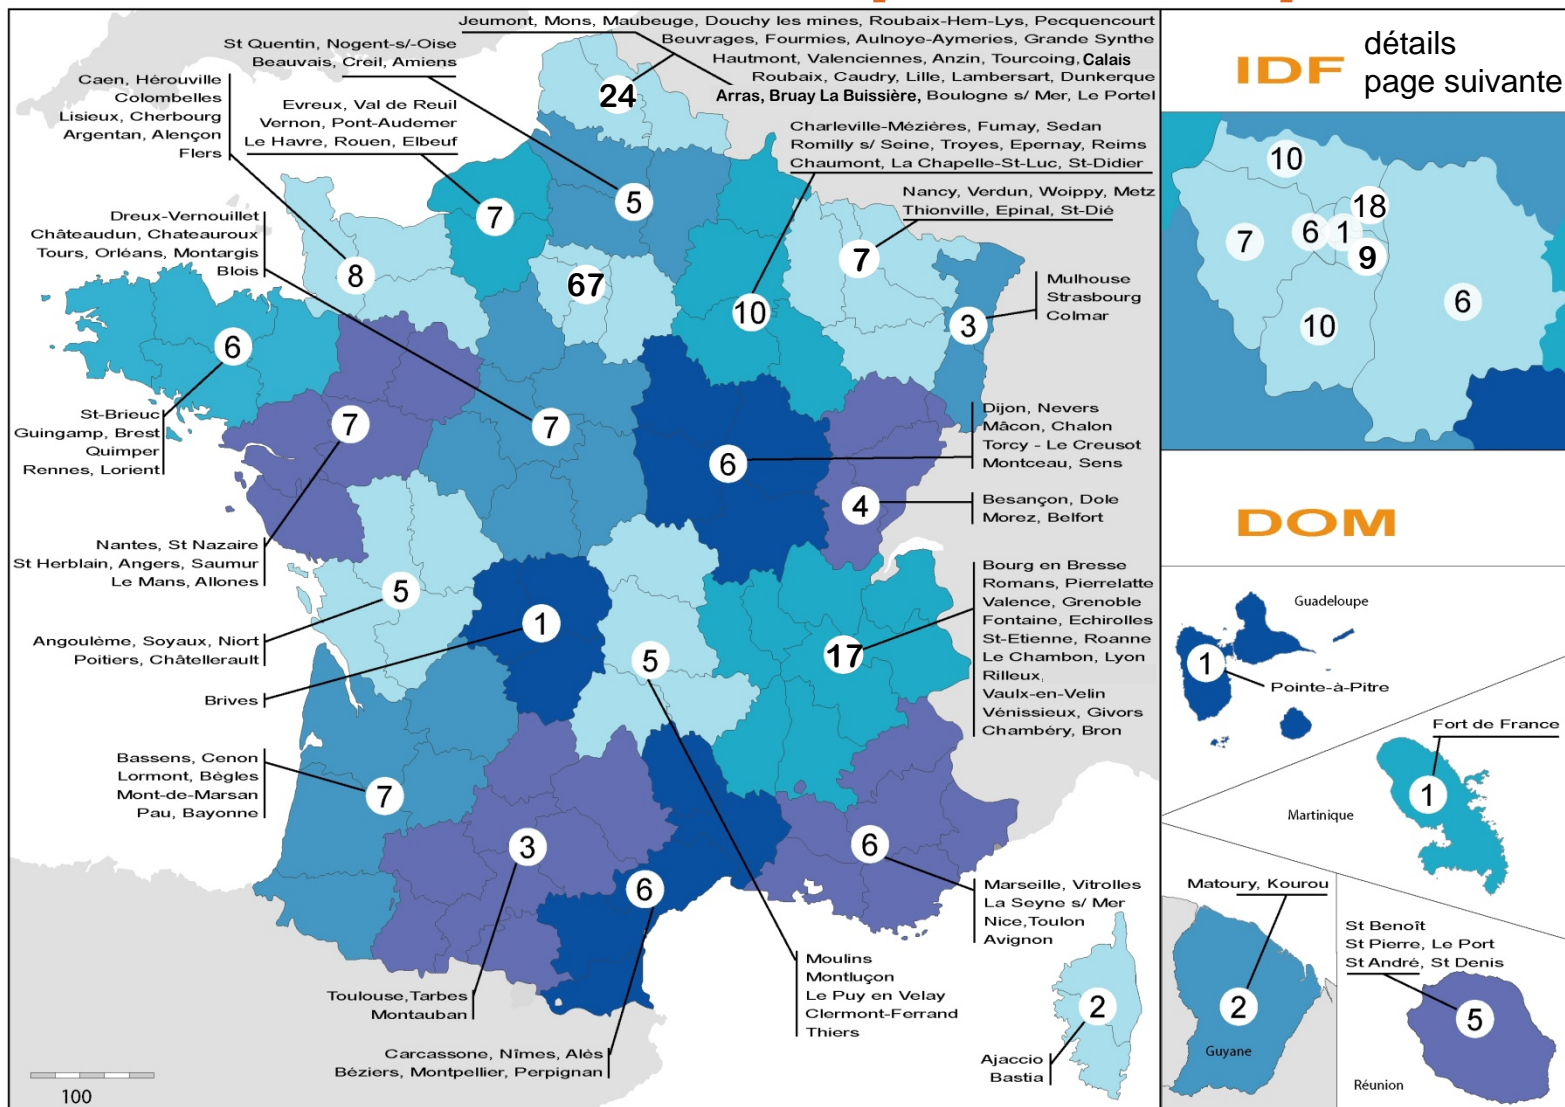 Jeumont, Mons, Maubeuge, Douchy les mines, Roubaix-Hem-Lys, Pecquencourt
Beuvrages, Fourmies, Aulnoye-Aymeries, Grande Synthe
Hautmont, Valenciennes, Anzin, Tourcoing, Calais
Roubaix, Caudry, Lille, Lambersart, Dunkerque
Arras, Bruay La Buissière, Boulogne s/ Mer, Le Portel
St Quentin, Nogent-s/-Oise
Beauvais, Creil, Amiens
Caen, Hérouville
Colombelles
Lisieux, Cherbourg
Argentan, Alençon
Flers
Evreux, Val de Reuil
Vernon, Pont-Audemer
Le Havre, Rouen, Elbeuf
Charleville-Mézières, Fumay, Sedan
Romilly s/ Seine, Troyes, Epernay, Reims
Chaumont, La Chapelle-St-Luc, St-Didier
Nancy, Verdun, Woippy, Metz
Thionville, Epinal, St-Dié
Dreux-Vernouillet
Châteaudun, Chateauroux
Tours, Orléans, Montargis
Blois
Mulhouse
Strasbourg
Colmar
24
5
7
8
67
7
10
3
6
7
7
6
4
5
1
5
17
7
3
6
6
2
St-Brieuc
Guingamp, Brest
Quimper
Rennes, Lorient
Dijon, Nevers
Mâcon, Chalon
Torcy - Le Creusot
Montceau, Sens
Besançon, Dole
Morez, Belfort
Nantes, St Nazaire
St Herblain, Angers, Saumur
Le Mans, Allones
Angoulème, Soyaux, Niort
Poitiers, Châtellerault
Brives
Bourg en Bresse
Romans, Pierrelatte
Valence, Grenoble
Fontaine, Echirolles
St-Etienne, Roanne
Le Chambon, Lyon
Rilleux,
Vaulx-en-Velin
Vénissieux, Givors
Chambéry, Bron
Bassens, Cenon
Lormont, Bègles
Mont-de-Marsan
Pau, Bayonne
Marseille, Vitrolles
La Seyne s/ Mer
Nice,Toulon
Avignon
Moulins
Montluçon
Le Puy en Velay
Clermont-Ferrand
Thiers
Toulouse,Tarbes
Montauban
Carcassone, Nîmes, Alés
Béziers, Montpellier, Perpignan
Ajaccio
Bastia
100
IDF
détails
page suivante
10
18
7
6
1
9
10
6
DOM
Guadeloupe
1
Pointe-à-Pitre
Fort de France
1
Martinique
Matoury, Kourou
2
Guyane
St Benoît
St Pierre, Le Port
St André, St Denis
5
Réunion